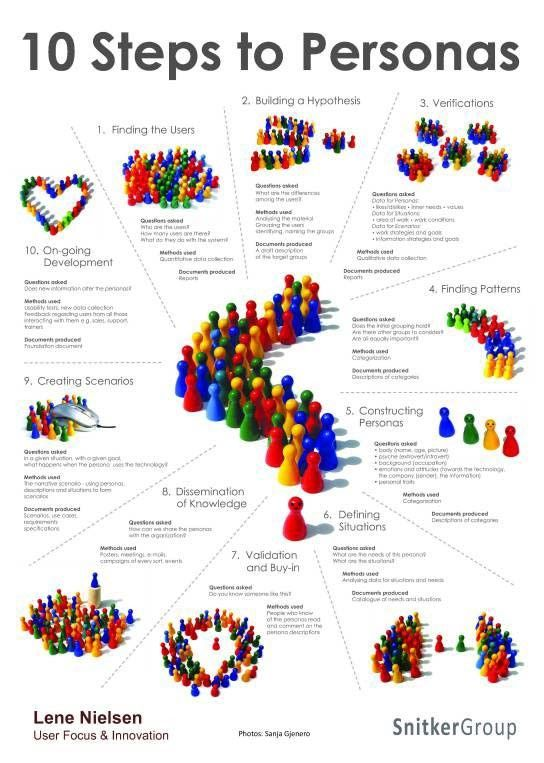 10 Steps to Personas
1. Finding the Users
Questions asked
Who are the users?
How many users are there?
What do they do with the system?
Methods used
Quantitative data collection
Documents produced
Reports
2. Building a Hypothesis
Questions asked
What are the differences
among the users?
Methods used
Analysing the material
Grouping the users
Identifying, naming the groups
Documents produced
A draft description
of the target groups
3. Verifications
Questions asked
Data for Personas:
• likes/dislikes • inner needs • values
Data for Situations:
• area of work • work conditions
Data for Scenarios:
• work strategies and goals
• information strategies and goals
Methods used
Qualitative data collection
Documents produced
Reports
4. Finding Patterns
Questions asked
Does the initial grouping hold?
Are there other groups to consider?
Are all equally important?
Methods used
Categorization
Documents produced
Descriptions of categories
5. Constructing
Personas
Questions asked
• body (name, age, picture)
• psyche (extrovert/introvert)
• background (occupation)
• emotions and attitudes (towards the technology,
the company (sender), the information)
• personal traits
Methods used
Categorisation
Documents produced
Descriptions of categories
6. Defining
Situations
Questions asked
What are the needs of this persona?
What are the situations?
Methods used
Analysing data for situations and needs
Documents produced
Catalogue of needs and situations
7. Validation
and Buy-in
Questions asked
Do you know someone like this?
Methods used
People who know
of the personas read
and comment on the
persona descriptions
8. Dissemination
of Knowledge
Questions asked
How can we share the personas
with the organization?
Methods used
Posters, meetings, e-mails,
campaigns of every sort, events
9. Creating Scenarios
Questions asked
In a given situation, with a given goal,
what happens when the persona uses the technology?
Methods used
The narrative scenario - using personas,
descriptions and situations to form
scenarios
Documents produced
Scenarios, use cases,
requirements
specifications
10. On-going
Development
Questions asked
Does new information alter the personas?
Methods used
Usability tests, new data collection
Feedback regarding users from all those
interacting with them e.g. sales, support,
trainers
Documents produced
Foundation document
Lene Nielsen
User Focus & Innovation
Photos: Sanja Gjenero
SnitkerGroup